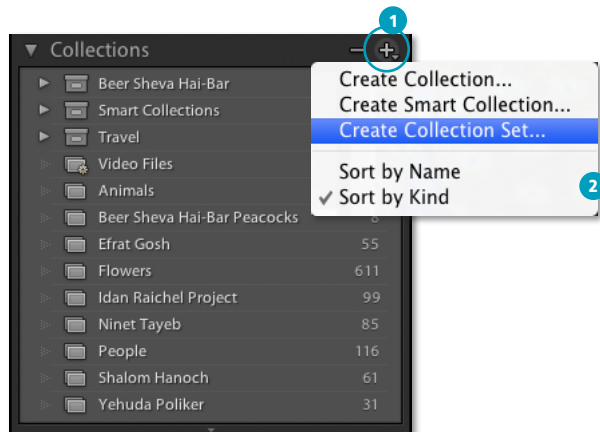 1
Collections
Create Collection...
Create Smart Collection...
Create Collection Set...
Sort by Name
✓ Sort by Kind
2
Beer Sheva Hai-Bar
Smart Collections
Travel
Video Files
Animals
Beer Sheva Hai-Bar Peacocks 8
Efrat Gosh 55
Flowers 611
Idan Raichel Project 99
Ninet Tayeb 85
People 116
Shalom Hanoch 61
Yehuda Poliker 31